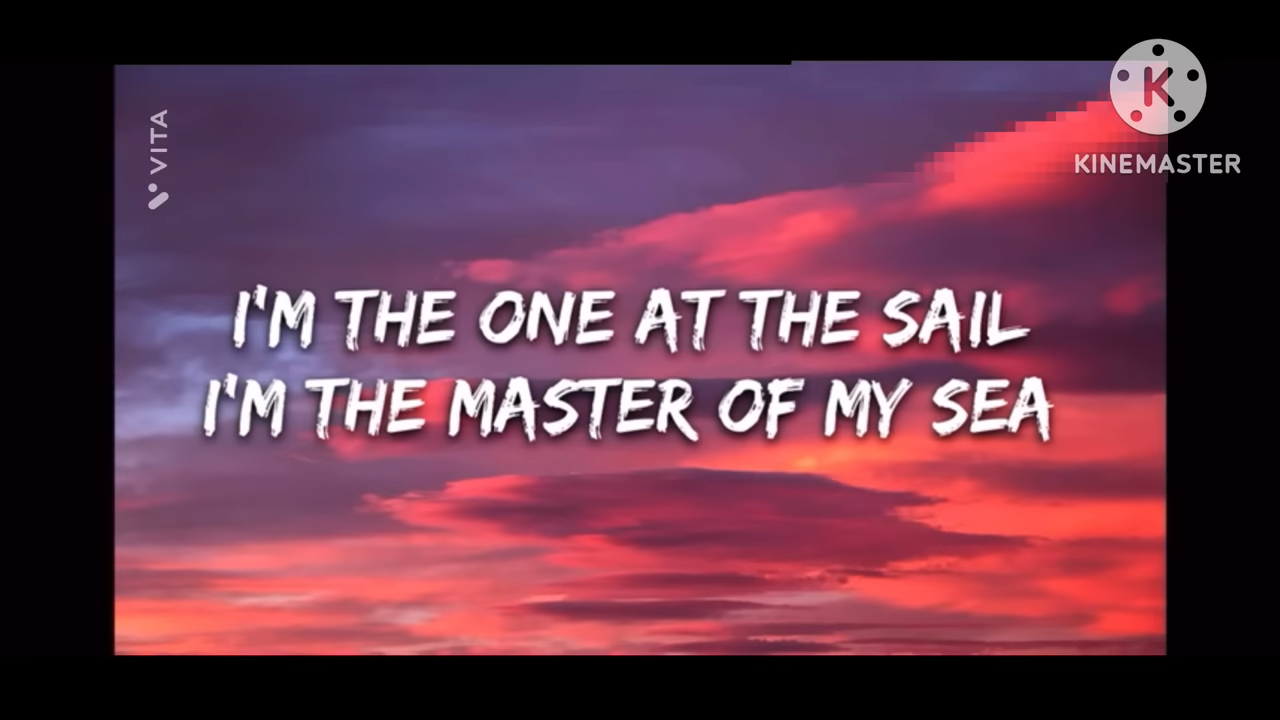 VITA
KINEMASTER
I'M THE ONE AT THE SAIL
I'M THE MASTER OF MY SEA